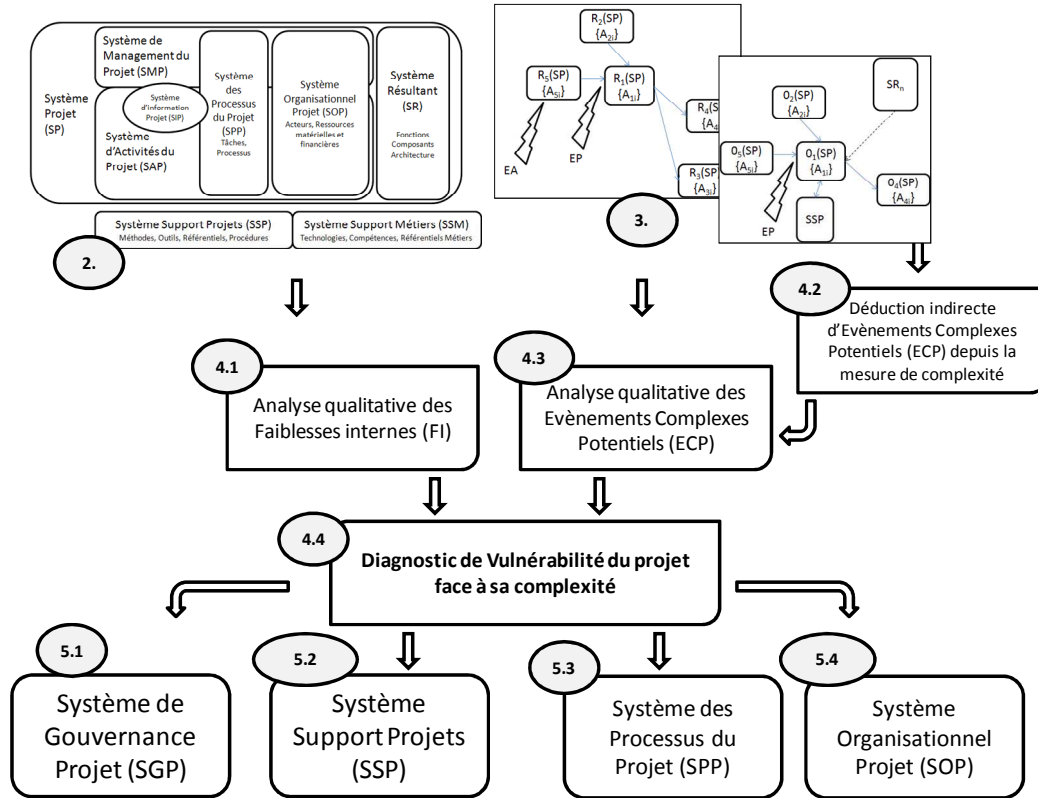 Système
Projet
(SP)
Système de
Management du
Projet (SMP)
Système
d'Information
Projet (SIP)
Système
d'Activités du
Projet (SAP)
Système
des
Processus
du Projet
(SPP)
Tâches,
Processus
Système
Organisationnel
Projet (SOP)
Acteurs, Ressources
matérielles et
financières
Système
Résultant
(SR)
Fonctions
Composants
Architecture
Système Support Projets (SSP)
Méthodes, Outils, Référentiels, Procédures
Système Support Métiers (SSM)
Technologies, Compétences, Référentiels Métiers
2.
R2(SP)
{A2i}
R5(SP)
{A5i}
R1(SP)
{A1i}
R4(S
{A4
R3(SP)
{A3i}
EA
EP
3.
SRn
O2(SP)
{A2i}
O5(SP)
{A5i}
O1(SP)
{A1i}
O4(SP)
{A4i}
SSP
EP
4.2
Déduction indirecte
d'Evènements Complexes
Potentiels (ECP) depuis la
mesure de complexité
4.1
Analyse qualitative des
Faiblesses internes (FI)
4.3
Analyse qualitative des
Evènements Complexes
Potentiels (ECP)
4.4
Diagnostic de Vulnérabilité du projet
face à sa complexité
5.1
Système de
Gouvernance
Projet (SGP)
5.2
Système
Support Projets
(SSP)
5.3
Système des
Processus du
Projet (SPP)
5.4
Système
Organisationnel
Projet (SOP)